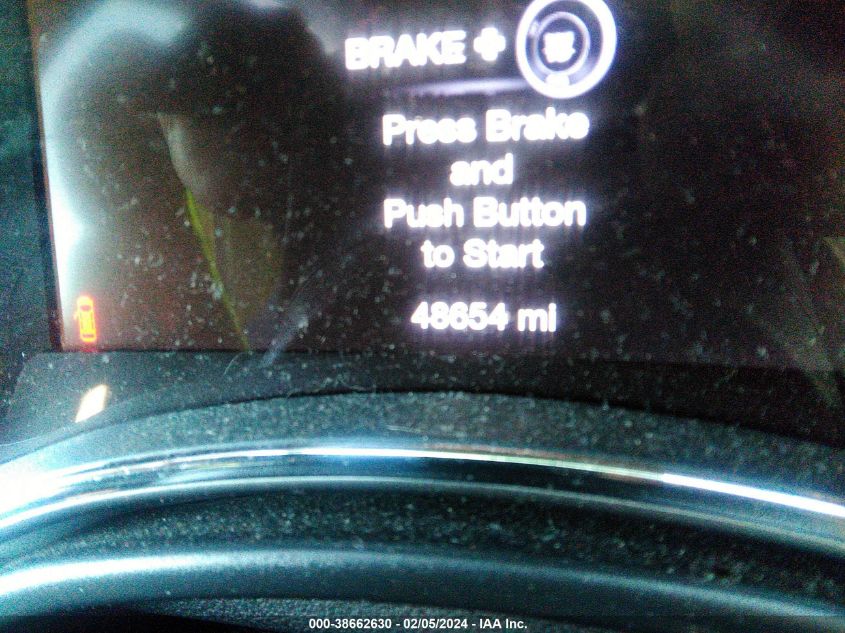 BRAKE +
Press Brake
and
Push Button
to Start
48654 mi
000-38662630 - 02/05/2024 - IAA Inc.